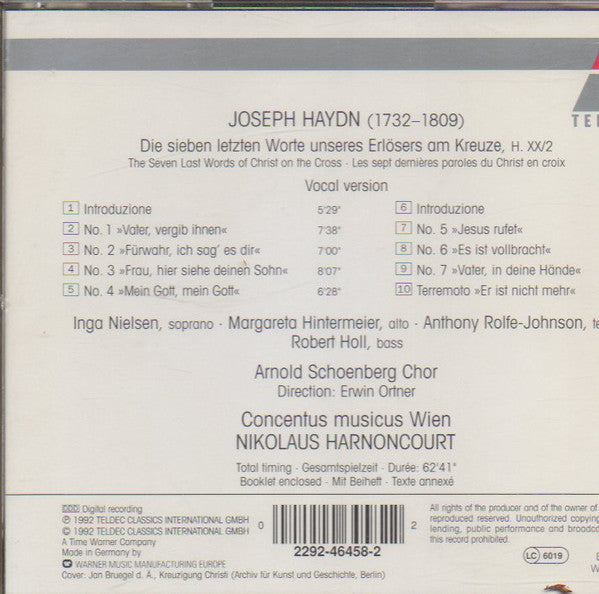 TEL
JOSEPH HAYDN (1732–1809)
Die sieben letzten Worte unseres Erlösers am Kreuze, H. XX/2
The Seven Last Words of Christ on the Cross · Les sept dernières paroles du Christ en croix
Vocal version
1 Introduzione 5'29"
2 No. 1 »Vater, vergib ihnen« 7'38"
3 No. 2 »Fürwahr, ich sag' es dir« 7'00"
4 No. 3 »Frau, hier siehe deinen Sohn« 8'07"
5 No. 4 »Mein Gott, mein Gott« 6'28"
6 Introduzione
7 No. 5 »Jesus rufet«
8 No. 6 »Es ist vollbracht«
9 No. 7 »Vater, in deine Hände«
10 Terremoto »Er ist nicht mehr«
Inga Nielsen, soprano · Margareta Hintermeier, alto · Anthony Rolfe-Johnson, te
Robert Holl, bass
Arnold Schoenberg Chor
Direction: Erwin Ortner
Concentus musicus Wien
NIKOLAUS HARNONCOURT
Total timing · Gesamtspielzeit · Durée: 62'41"
Booklet enclosed · Mit Beiheft · Texte annexé
DDD Digital recording
℗ 1992 TELDEC CLASSICS INTERNATIONAL GMBH
© 1992 TELDEC CLASSICS INTERNATIONAL GMBH
A Time Warner Company
Made in Germany by
WARNER MUSIC MANUFACTURING EUROPE
Cover: Jan Bruegel d. Ä., Kreuzigung Christi (Archiv für Kunst und Geschichte, Berlin)
0 2
2292-46458-2
All rights of the producer and of the owner of
reproduced reserved. Unauthorized copying
lending, public performance and broadcast
this record prohibited.
LC 6019
W